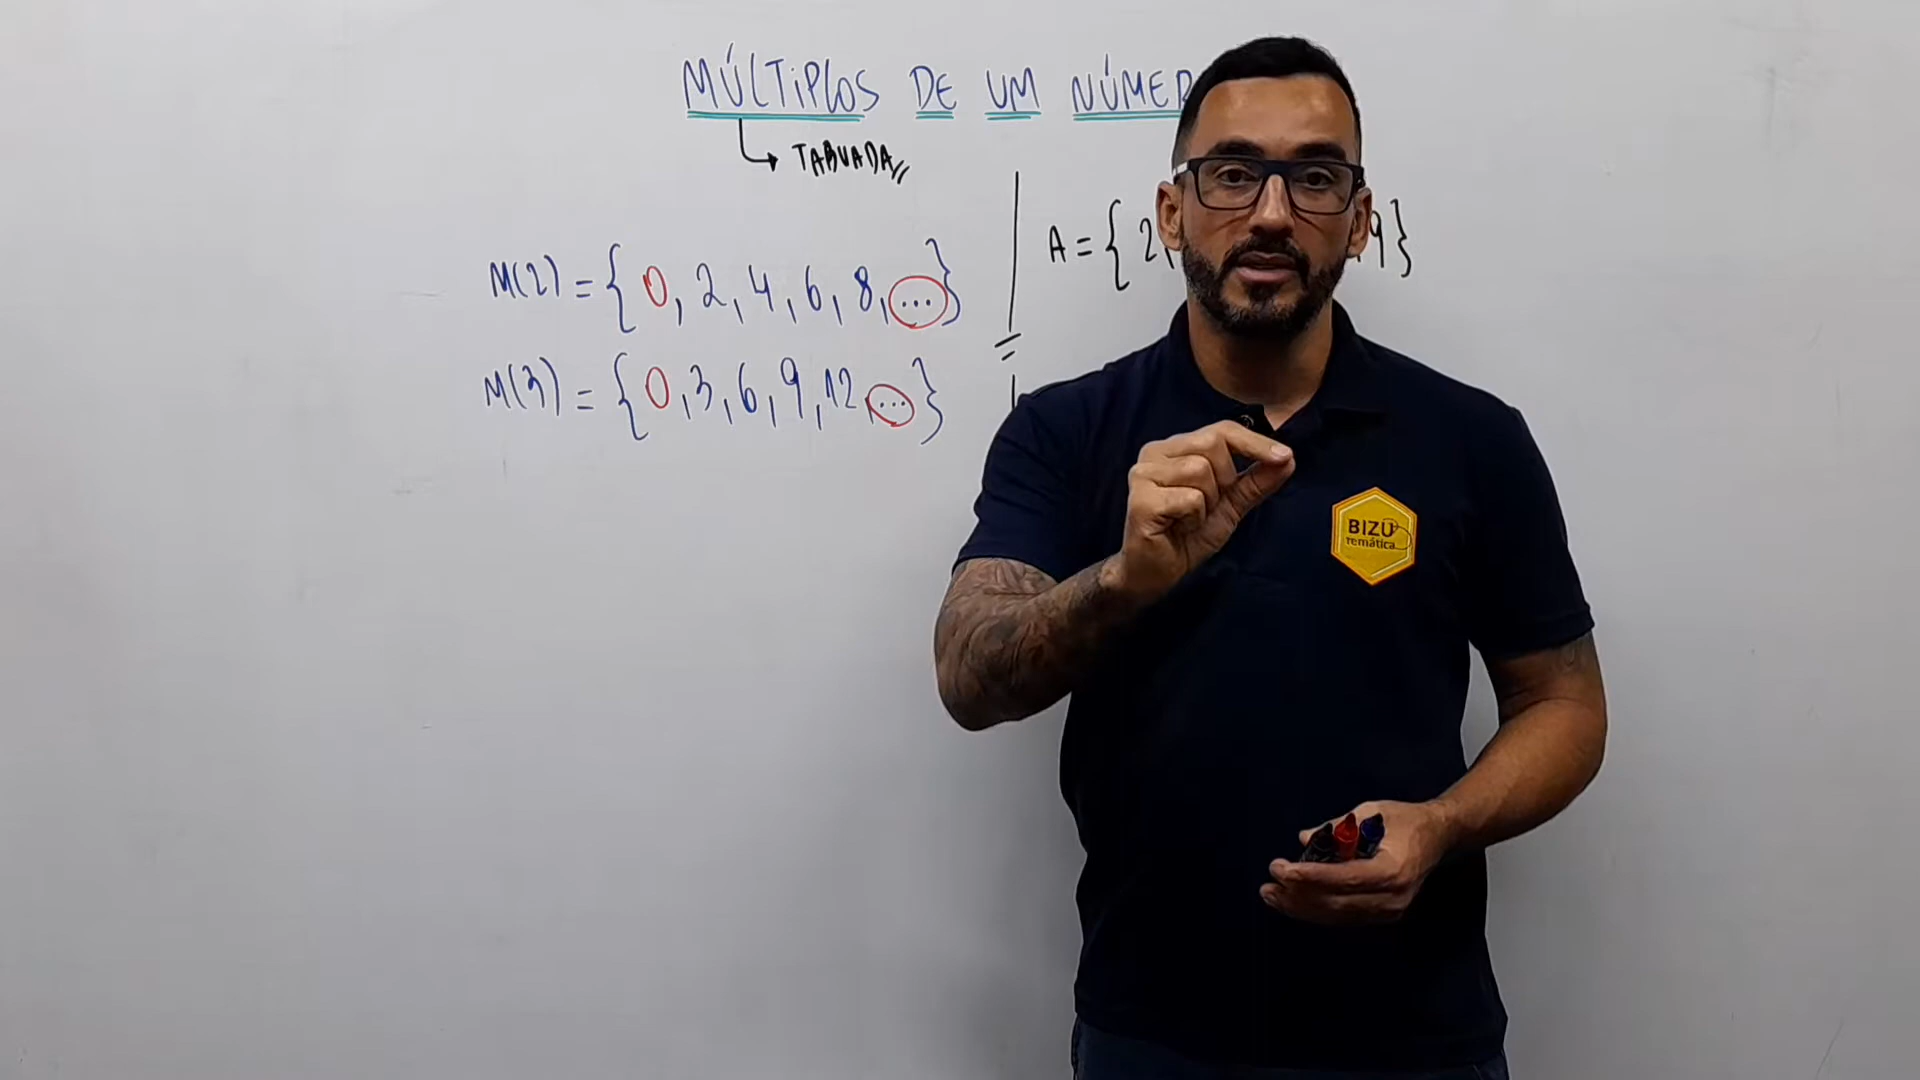 MÚLTIPLOS DE UM NÚMER
TABUADA
M(2) = { 0, 2, 4, 6, 8, ... }
M(3) = { 0, 3, 6, 9, 12, ... }
A = { 2, , 9 }
BIZU
remática